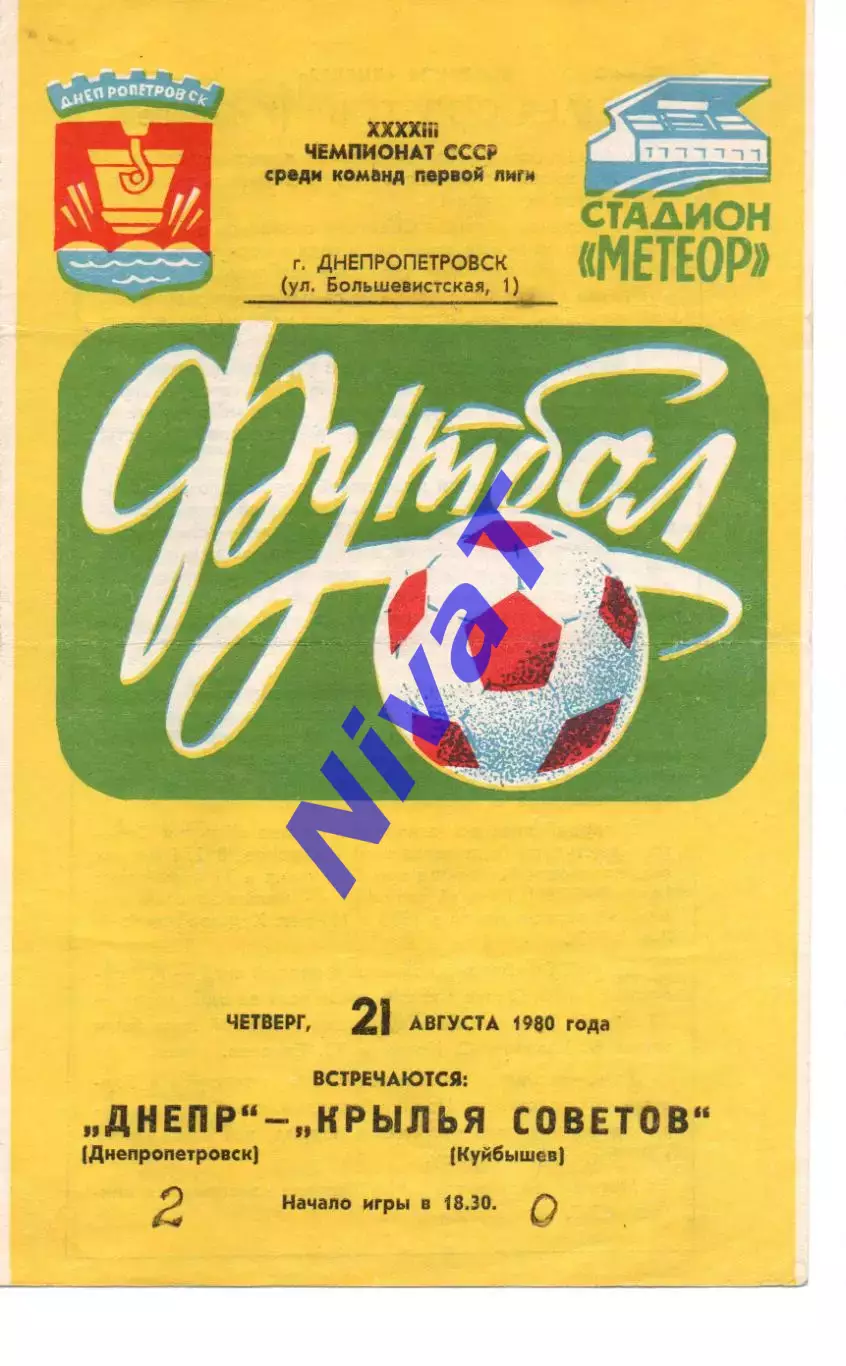 ДНЕПРОПЕТРОВСК
XXXXIII
ЧЕМПИОНАТ СССР
среди команд первой лиги
г. ДНЕПРОПЕТРОВСК
(ул. Большевистская, 1)
СТАДИОН
«МЕТЕОР»
Футбол
NivaT
ЧЕТВЕРГ, 21 АВГУСТА 1980 года
ВСТРЕЧАЮТСЯ:
„ДНЕПР“ — „КРЫЛЬЯ СОВЕТОВ“
(Днепропетровск) (Куйбышев)
2 Начало игры в 18.30. 0